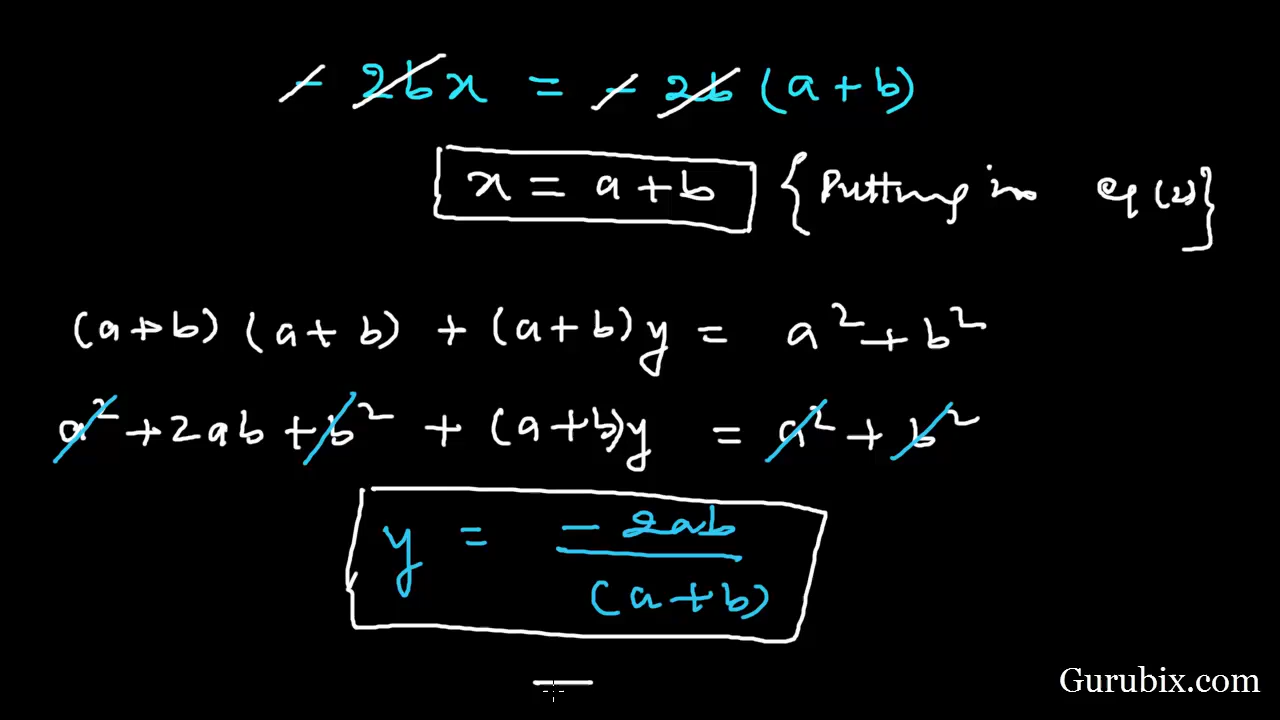 - 2bx = - 2b (a + b)
x = a + b { Putting in eq (2) }
(a + b) (a + b) + (a + b)y = a² + b²
a² + 2ab + b² + (a + b)y = a² + b²
y = - 2ab / (a + b)
Gurubix.com